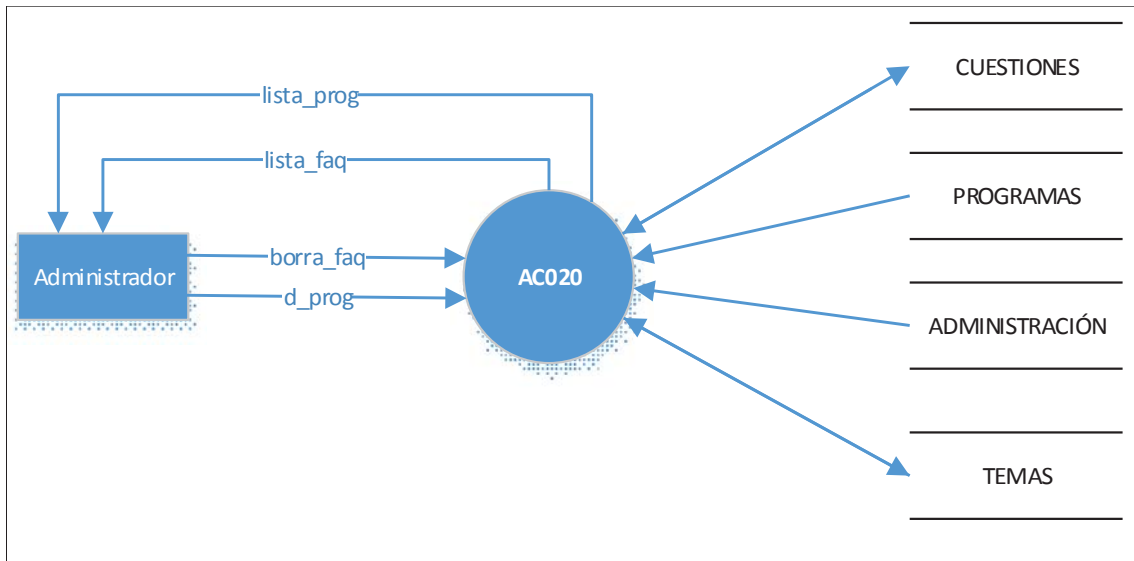 CUESTIONES
lista_prog
lista_faq
PROGRAMAS
borra_faq
Administrador
AC020
d_prog
ADMINISTRACIÓN
TEMAS